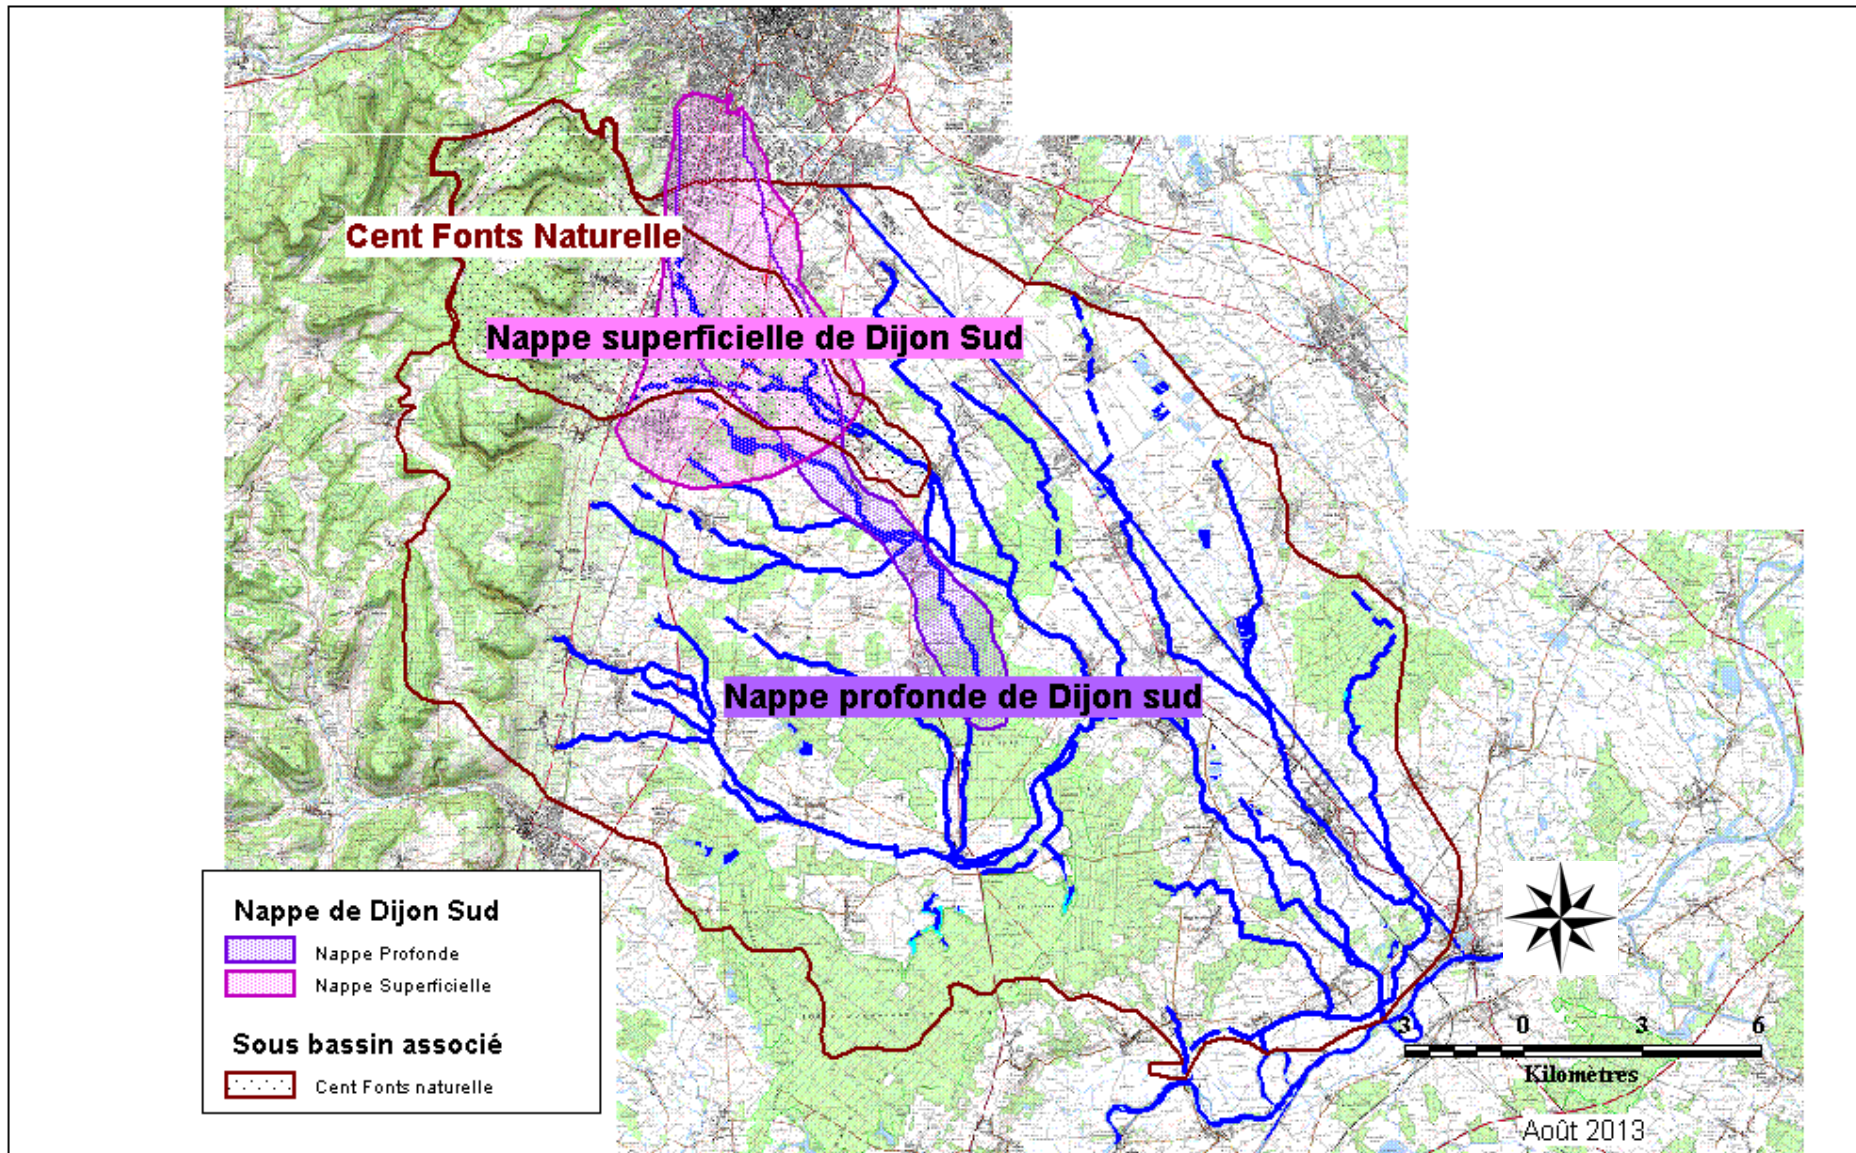 Cent Fonts Naturelle
Nappe superficielle de Dijon Sud
Nappe profonde de Dijon sud
Nappe de Dijon Sud
Nappe Profonde
Nappe Superficielle
Sous bassin associé
Cent Fonts naturelle
3 0 3 6
Kilomètres
Août 2013